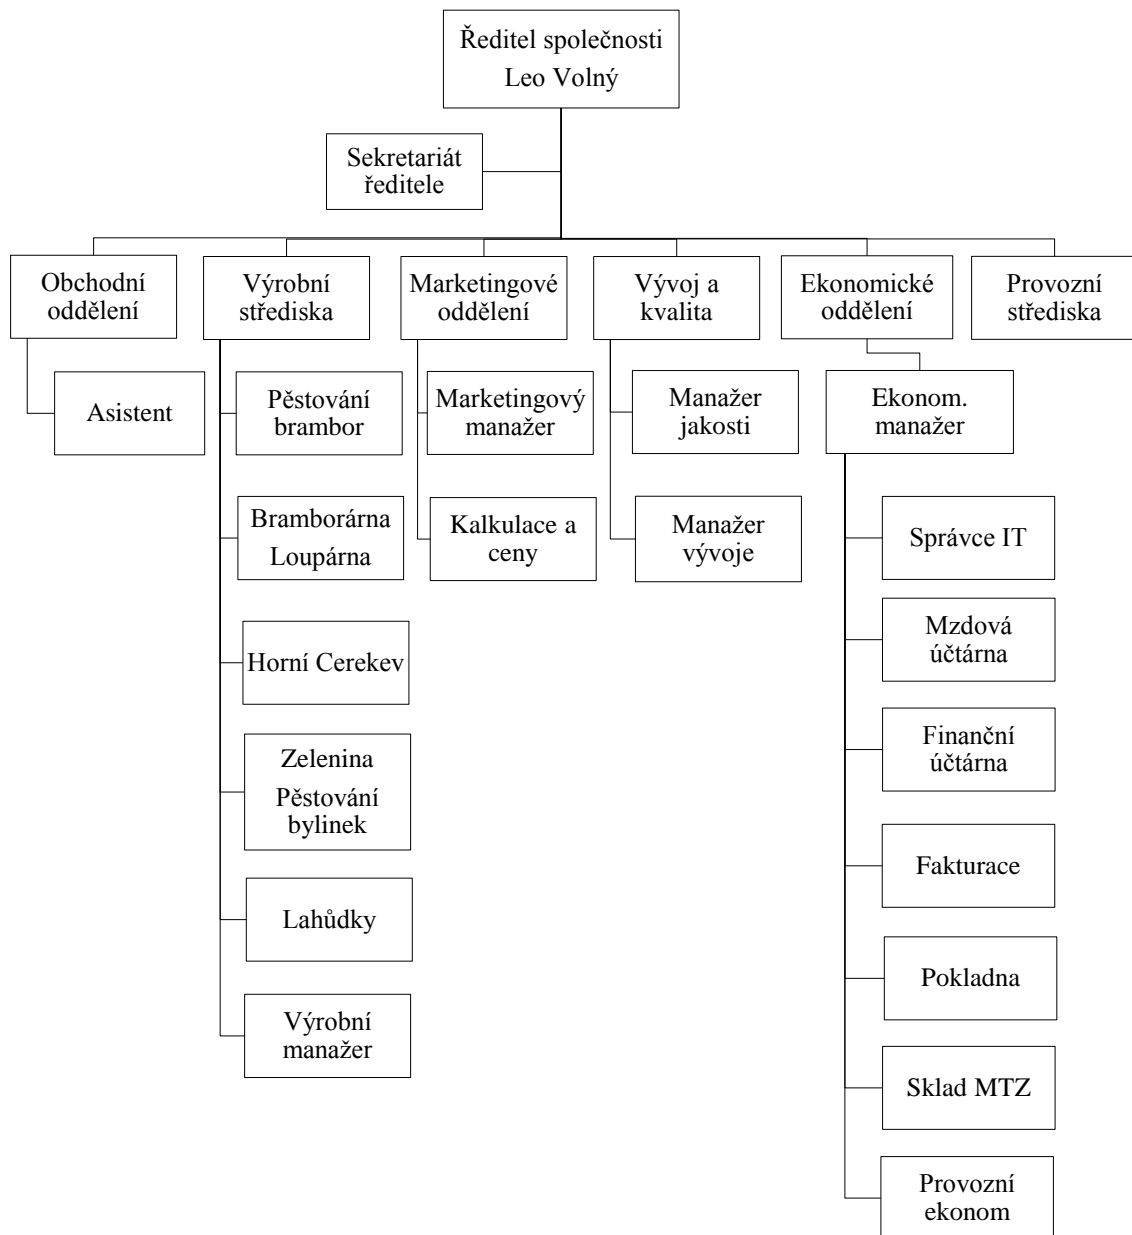 Ředitel společnosti
Leo Volný
Sekretariát
ředitele
Obchodní
oddělení
Výrobní
střediska
Marketingové
oddělení
Vývoj a
kvalita
Ekonomické
oddělení
Provozní
střediska
Asistent
Pěstování
brambor
Marketingový
manažer
Manažer
jakosti
Ekonom.
manažer
Bramborárna
Loupárna
Kalkulace a
ceny
Manažer
vývoje
Správce IT
Horní Cerekev
Mzdová
účtárna
Zelenina
Pěstování
bylinek
Finanční
účtárna
Lahůdky
Fakturace
Výrobní
manažer
Pokladna
Sklad MTZ
Provozní
ekonom